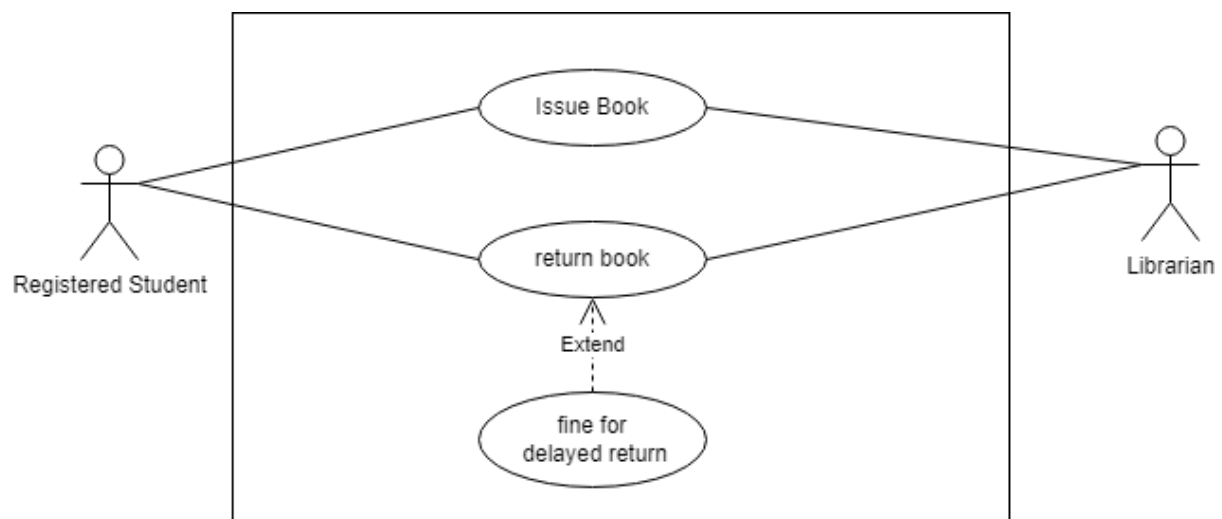 Issue Book
Registered Student
return book
Librarian
Extend
fine for
delayed return